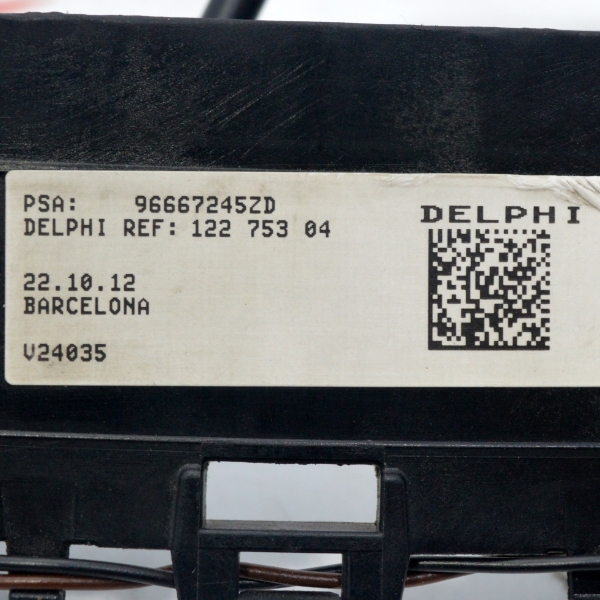 PSA: 96667245ZD
DELPHI REF: 122 753 04
DELPHI
22.10.12
BARCELONA
V24035